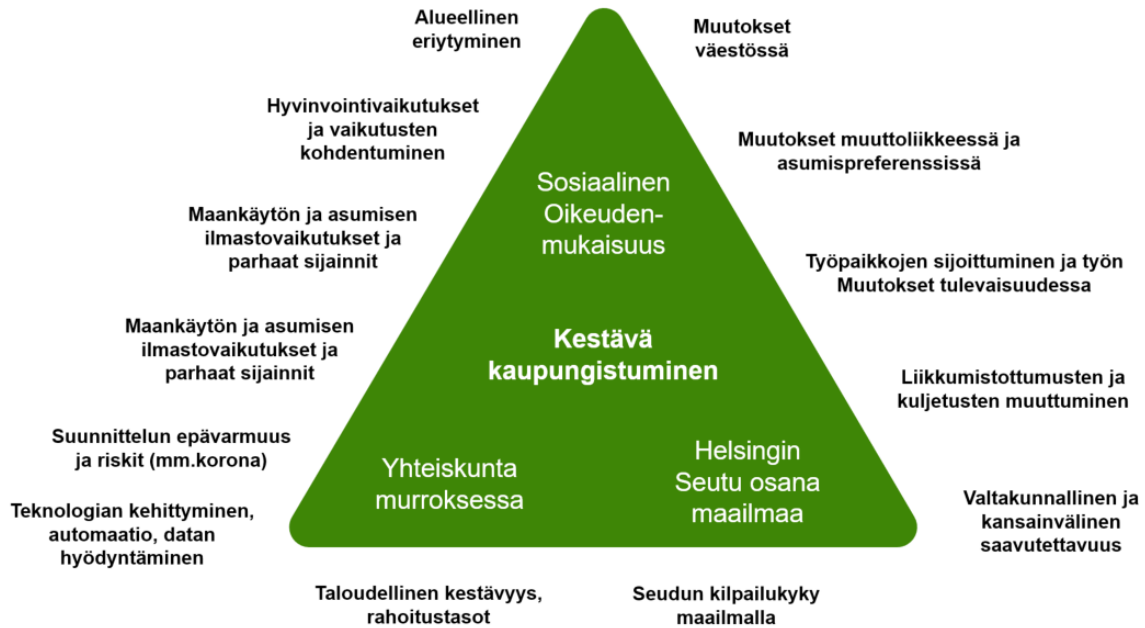 Alueellinen
eriytyminen
Muutokset
väestössä
Hyvinvointivaikutukset
ja vaikutusten
kohdentuminen
Muutokset muuttoliikkeessä ja
asumispreferenssissä
Sosiaalinen
Oikeuden-
mukaisuus
Maankäytön ja asumisen
ilmastovaikutukset ja
parhaat sijainnit
Työpaikkojen sijoittuminen ja työn
Muutokset tulevaisuudessa
Maankäytön ja asumisen
ilmastovaikutukset ja
parhaat sijainnit
Kestävä
kaupungistuminen
Liikkumistottumusten ja
kuljetusten muuttuminen
Suunnittelun epävarmuus
ja riskit (mm.korona)
Yhteiskunta
murroksessa
Helsingin
Seutu osana
maailmaa
Teknologian kehittyminen,
automaatio, datan
hyödyntäminen
Valtakunnallinen ja
kansainvälinen
saavutettavuus
Taloudellinen kestävyys,
rahoitustasot
Seudun kilpailukyky
maailmalla